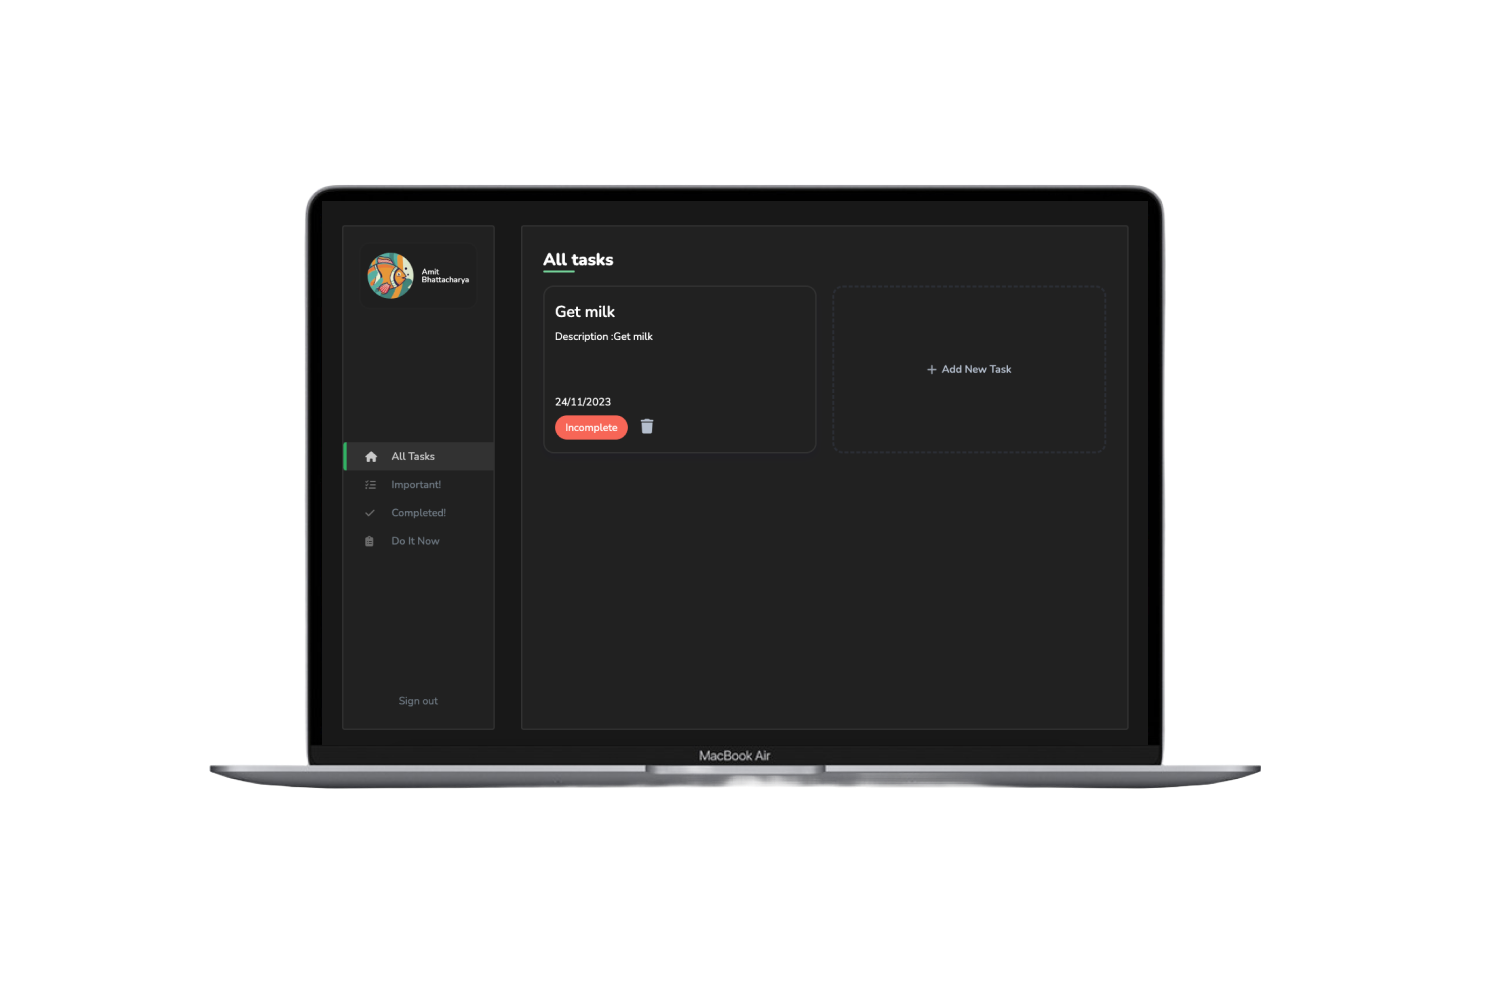 Amit
Bhattacharya
All Tasks
Important!
Completed!
Do It Now
Sign out
All tasks
Get milk
Description :Get milk
24/11/2023
Incomplete
+ Add New Task
MacBook Air